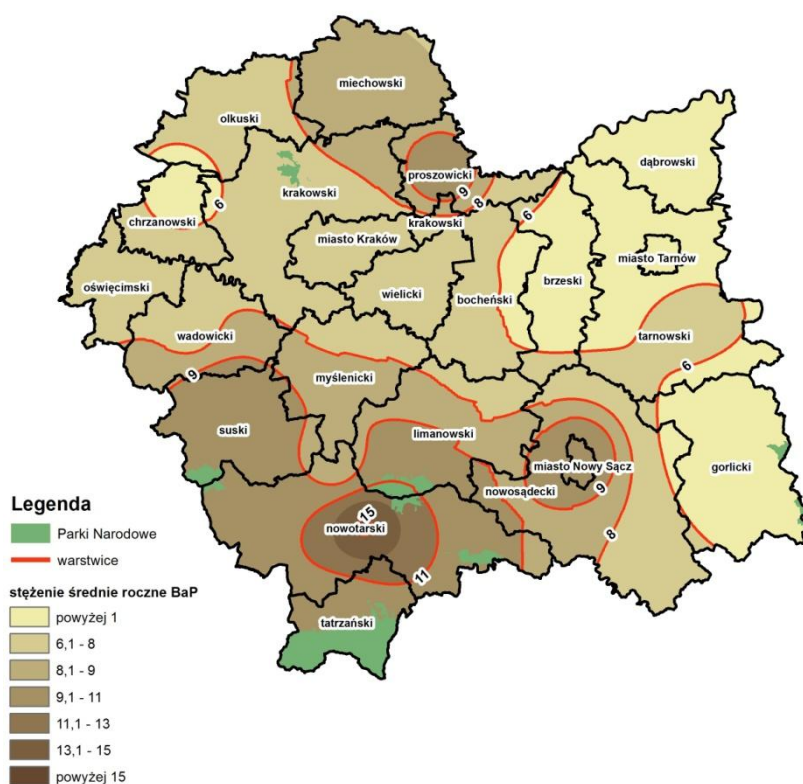 miechowski
olkuski
dąbrowski
proszowicki
9
krakowski
6
8
6
chrzanowski
krakowski
miasto Kraków
miasto Tarnów
oświęcimski
brzeski
wielicki
bocheński
wadowicki
tarnowski
6
9
myślenicki
suski
limanowski
miasto Nowy Sącz
gorlicki
nowosądecki
9
15
nowotarski
8
11
tatrzański
Legenda
Parki Narodowe
warstwice
stężenie średnie roczne BaP
powyżej 1
6,1 - 8
8,1 - 9
9,1 - 11
11,1 - 13
13,1 - 15
powyżej 15